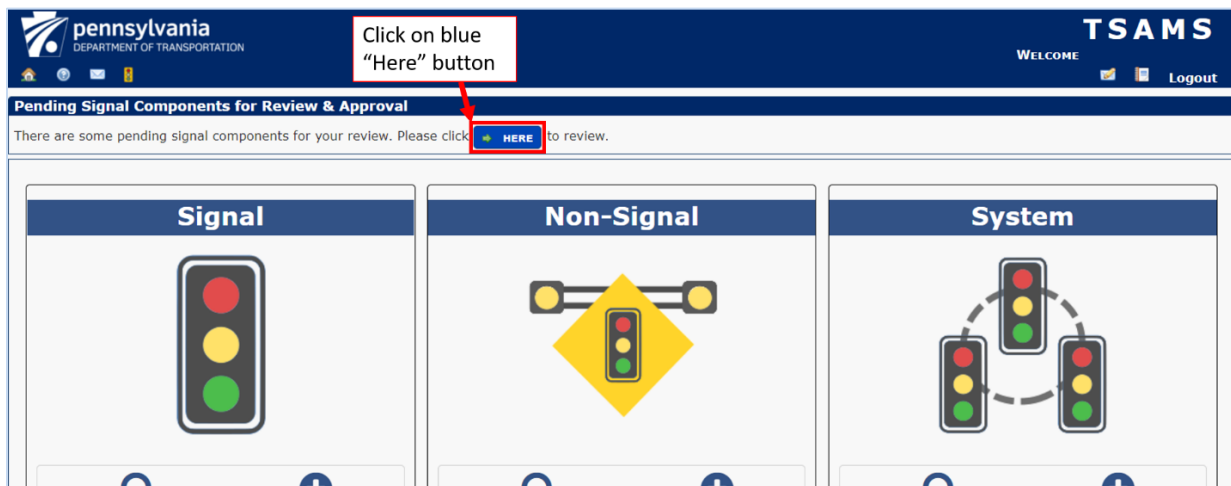 pennsylvania
DEPARTMENT OF TRANSPORTATION
Click on blue
“Here” button
TSAMS
WELCOME
Logout
Pending Signal Components for Review & Approval
There are some pending signal components for your review. Please click HERE to review.
Signal
Non-Signal
System